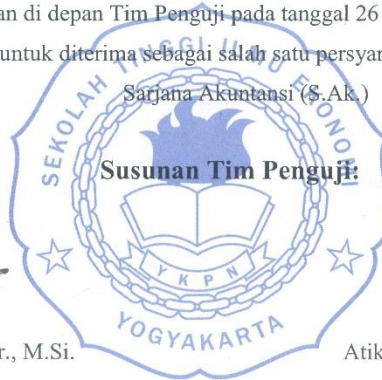 an di depan Tim Penguji pada tanggal 26
untuk diterima sebagai salah satu persyar
Sarjana Akuntansi (S.Ak.)
SEKOLAH TINGGI ILMU EKONOMI
Susunan Tim Penguji:
YKPN
YOGYAKARTA
r., M.Si.
Atik